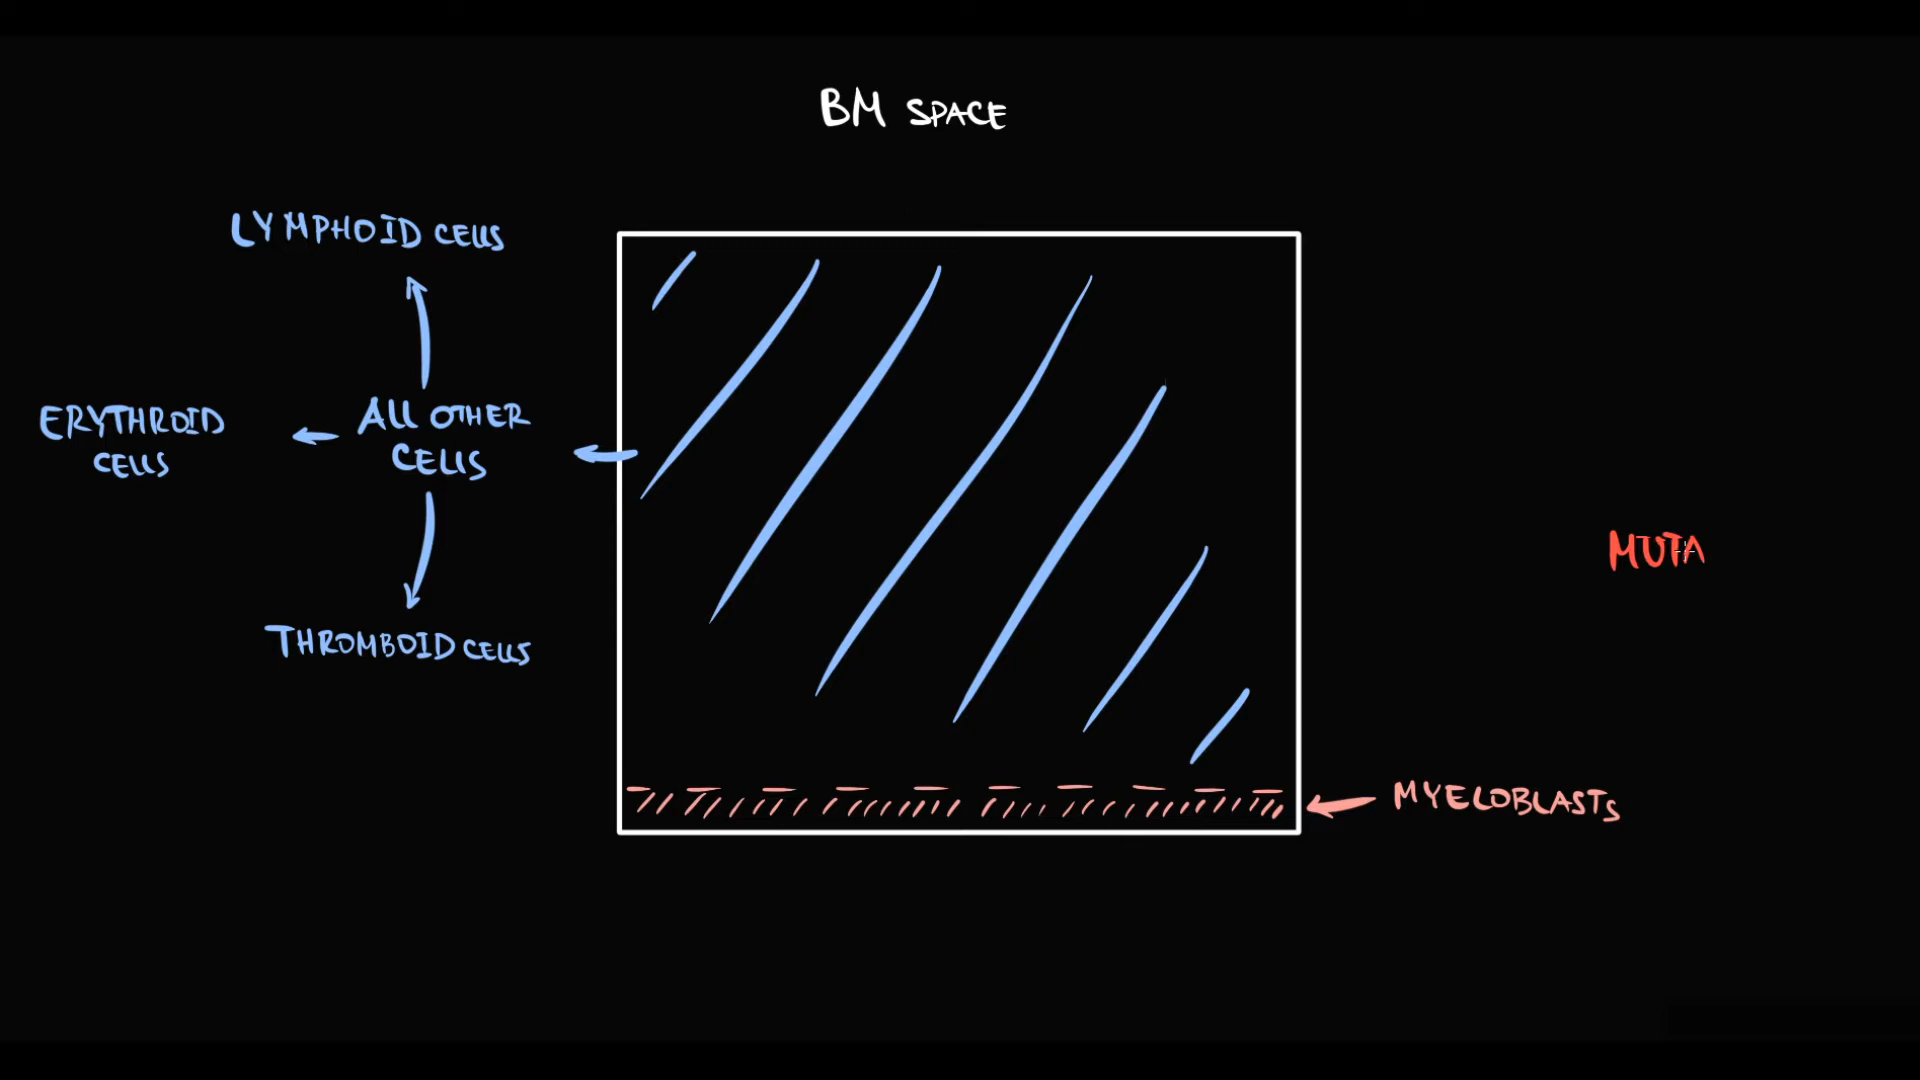 BM SPACE
LYMPHOID CELLS
ERYTHROID
CELLS
ALL OTHER
CELLS
THROMBOID CELLS
MUTA
MYELOBLASTS